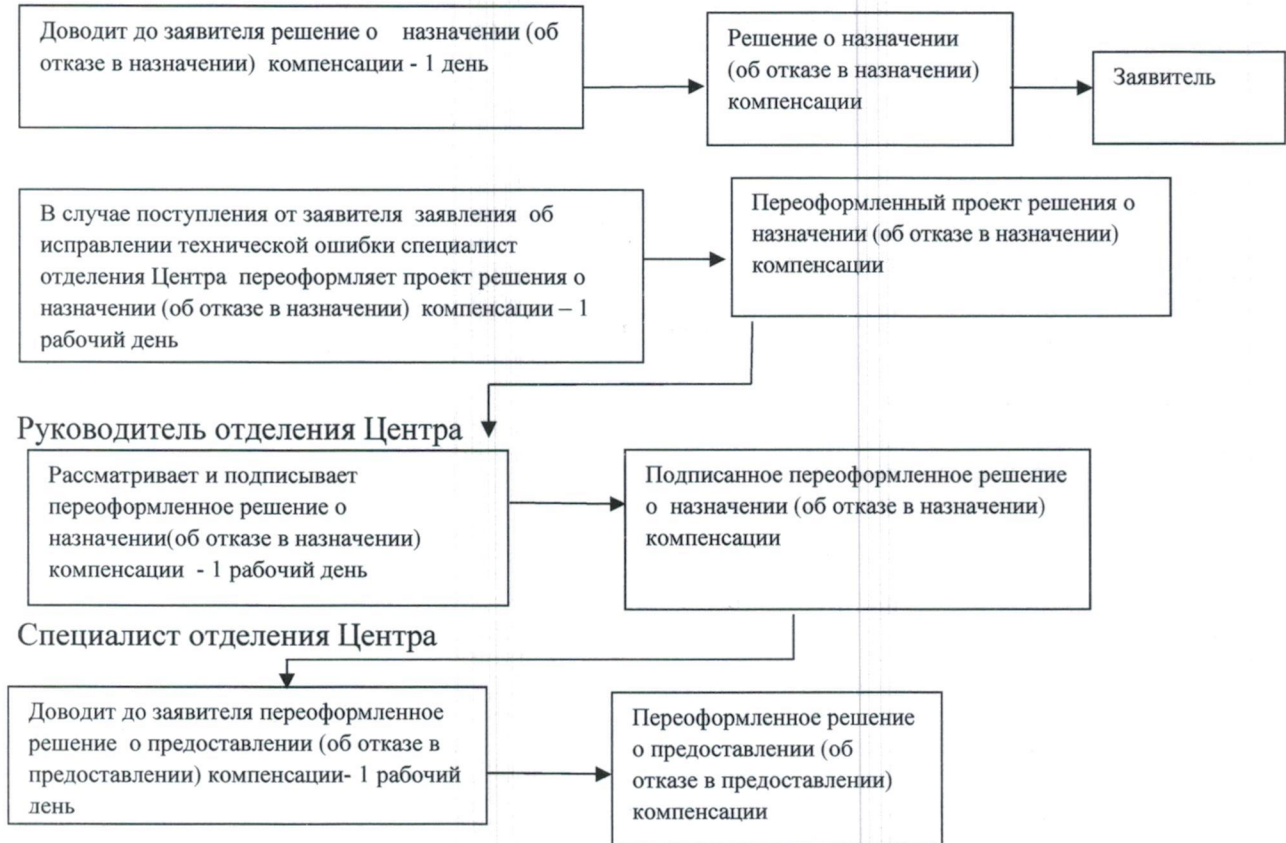 Доводит до заявителя решение о назначении (об
отказе в назначении) компенсации - 1 день
Решение о назначении
(об отказе в назначении)
компенсации
Заявитель
В случае поступления от заявителя заявления об
исправлении технической ошибки специалист
отделения Центра переоформляет проект решения о
назначении (об отказе в назначении) компенсации – 1
рабочий день
Переоформленный проект решения о
назначении (об отказе в назначении)
компенсации
Руководитель отделения Центра
Рассматривает и подписывает
переоформленное решение о
назначении(об отказе в назначении)
компенсации - 1 рабочий день
Подписанное переоформленное решение
о назначении (об отказе в назначении)
компенсации
Специалист отделения Центра
Доводит до заявителя переоформленное
решение о предоставлении (об отказе в
предоставлении) компенсации- 1 рабочий
день
Переоформленное решение
о предоставлении (об
отказе в предоставлении)
компенсации